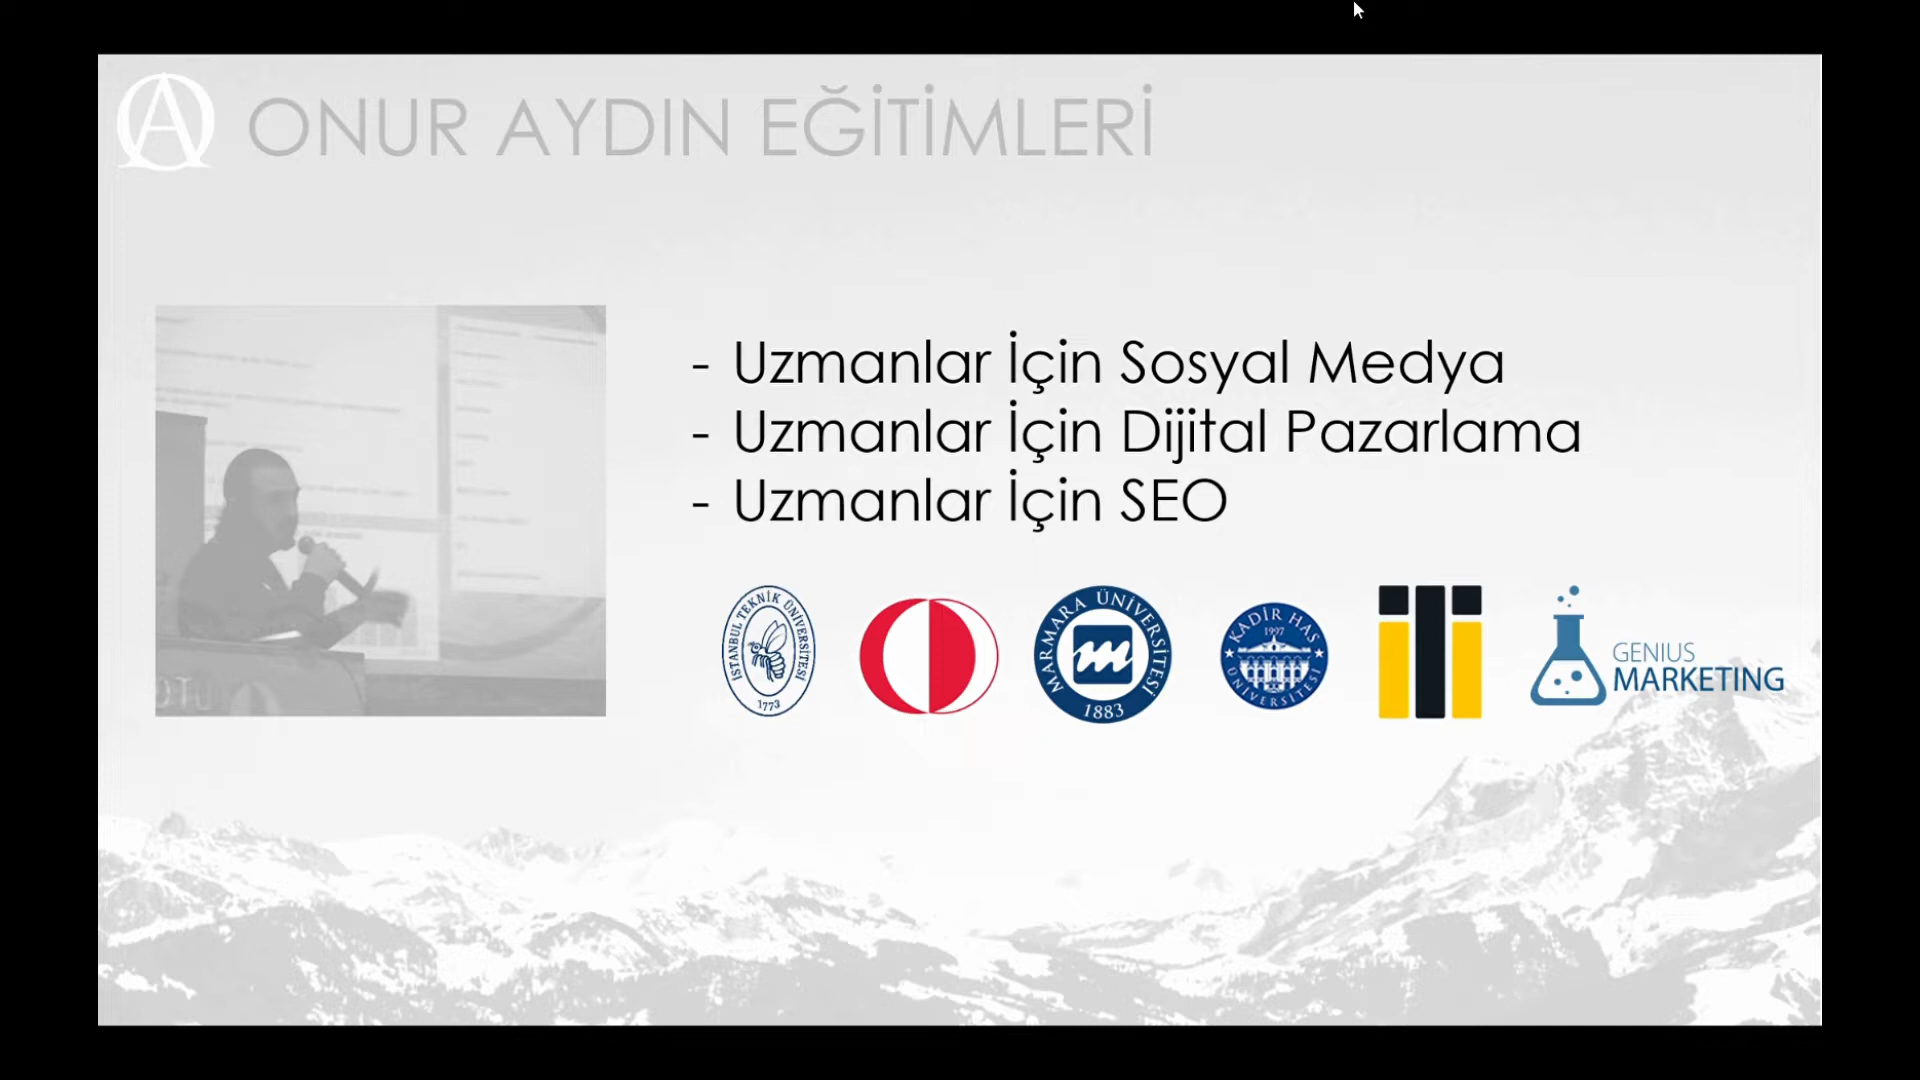 ONUR AYDIN EĞİTİMLERİ
- Uzmanlar İçin Sosyal Medya
- Uzmanlar İçin Dijital Pazarlama
- Uzmanlar İçin SEO
İSTANBUL TEKNİK ÜNİVERSİTESİ
1773
MARMARA ÜNİVERSİTESİ
1883
KADİR HAS
1997
ÜNİVERSİTESİ
GENIUS
MARKETING